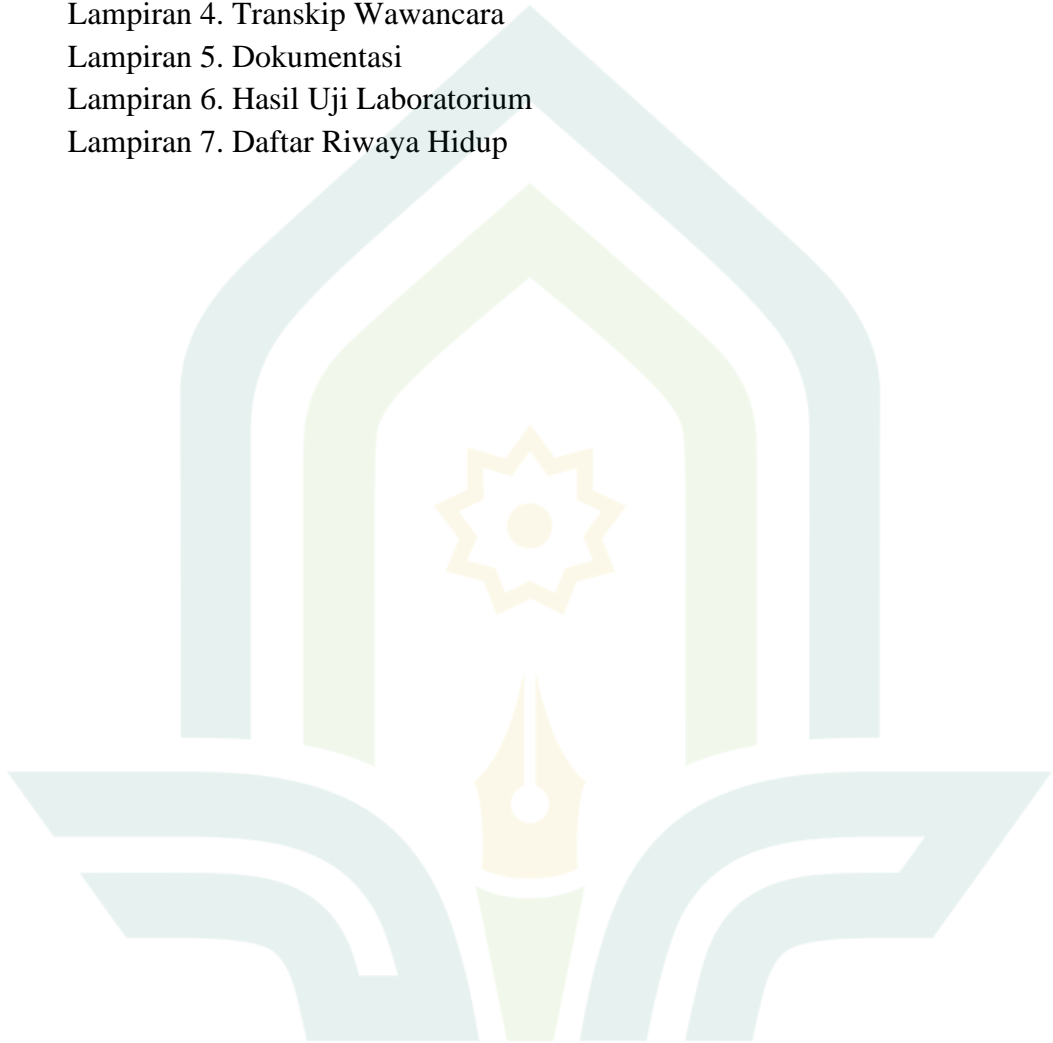 Lampiran 4. Transkip Wawancara
Lampiran 5. Dokumentasi
Lampiran 6. Hasil Uji Laboratorium
Lampiran 7. Daftar Riwaya Hidup